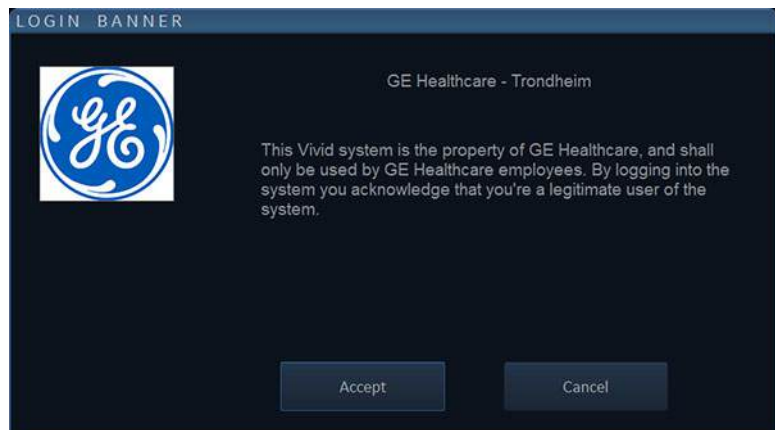 LOGIN BANNER
GE
GE Healthcare - Trondheim
This Vivid system is the property of GE Healthcare, and shall
only be used by GE Healthcare employees. By logging into the
system you acknowledge that you're a legitimate user of the
system.
Accept
Cancel